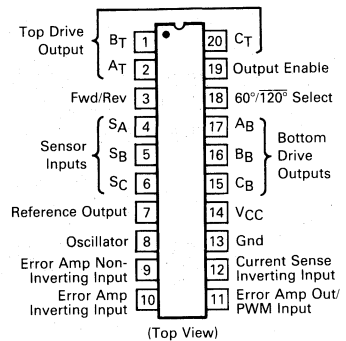 Top Drive
Output
BT 1
AT 2
Fwd/Rev 3
Sensor
Inputs
SA 4
SB 5
SC 6
Reference Output 7
Oscillator 8
Error Amp Non-
Inverting Input 9
Error Amp
Inverting Input 10
20 CT
19 Output Enable
18 60°/120° Select
17 AB
16 BB
15 CB
Bottom
Drive
Outputs
14 VCC
13 Gnd
12 Current Sense
Inverting Input
11 Error Amp Out/
PWM Input
(Top View)